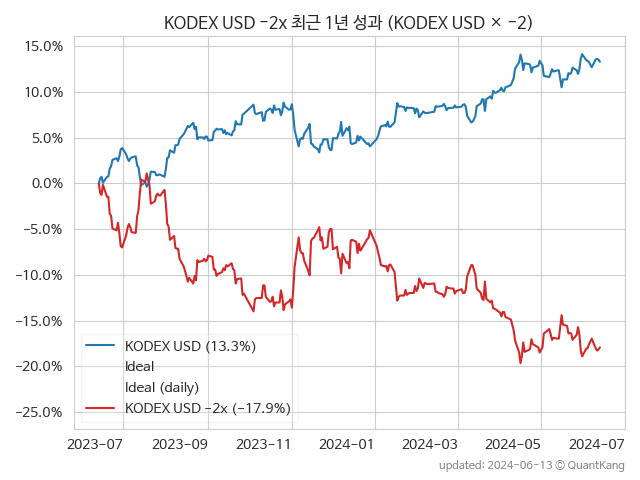 KODEX USD −2x 최근 1년 성과 (KODEX USD × −2)
15.0%
10.0%
5.0%
0.0%
−5.0%
−10.0%
−15.0%
−20.0%
−25.0%
KODEX USD (13.3%)
Ideal
Ideal (daily)
KODEX USD −2x (−17.9%)
2023−07 2023−09 2023−11 2024−01 2024−03 2024−05 2024−07
updated: 2024−06−13 ⓒ QuantKang